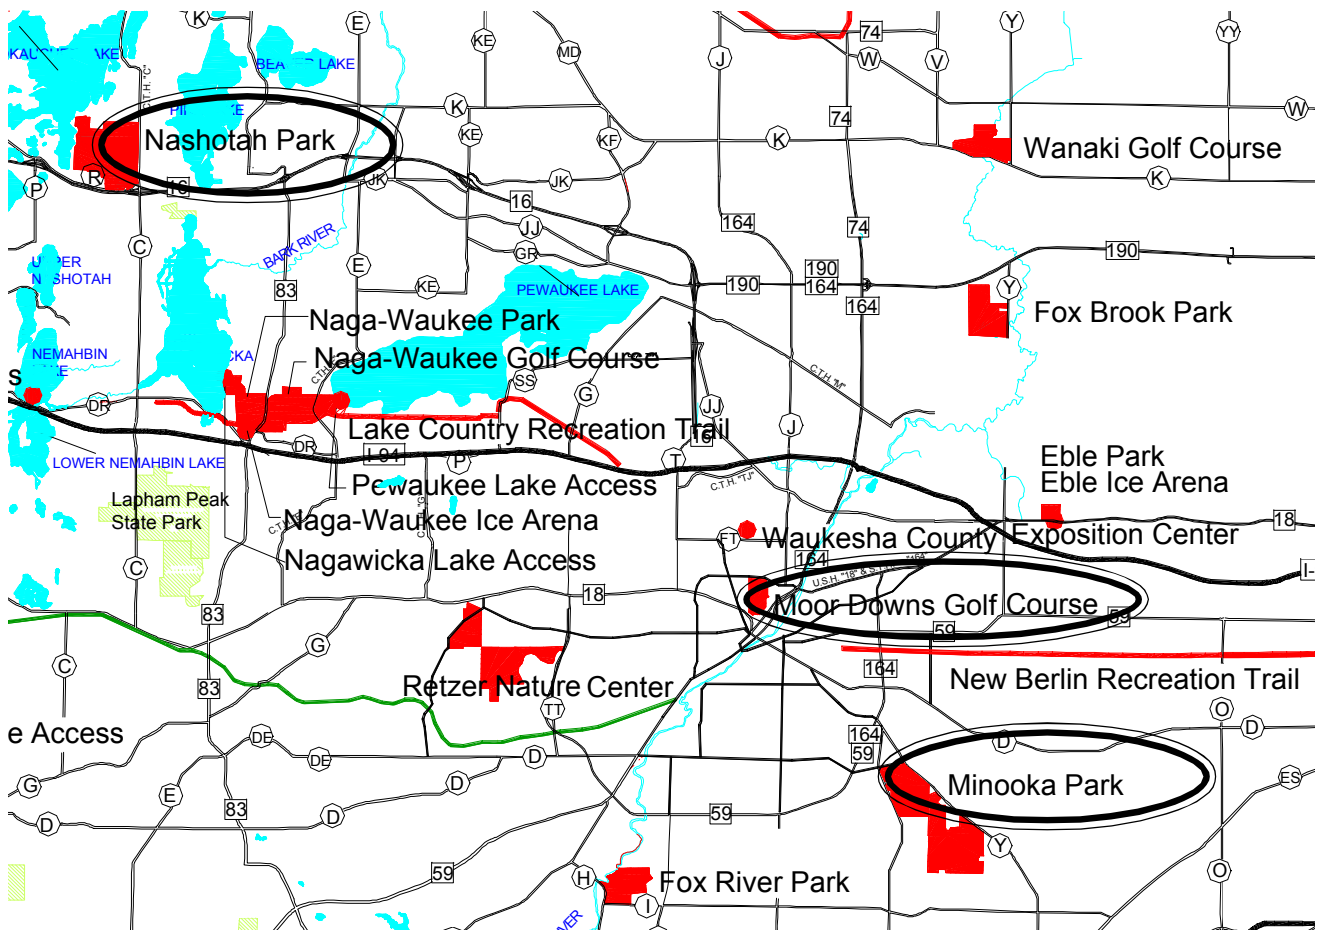 K
E
KE
MD
J
74
W
V
Y
YY
BEA   LAKE
C.T.H. "C"
K
W
KE
KF
74
K
Nashotah Park
Wanaki Golf Course
P
R
16
JK
JK
K
16
JJ
164
74
C
BARK RIVER
E
GR
190
190
164
190
83
KE
PEWAUKEE LAKE
164
Y
NEMAHBIN
Naga-Waukee Park
Fox Brook Park
Naga-Waukee Golf Course
C.T.H. "M"
s
SS
G
DR
JJ
J
Lake Country Recreation Trail
16
DR
I-94
P
T
LOWER NEMAHBIN LAKE
C.T.H. "TJ"
Eble Park
Eble Ice Arena
Pewaukee Lake Access
Lapham Peak
State Park
Naga-Waukee Ice Arena
18
FT
Waukesha County Exposition Center
164
Nagawicka Lake Access
C
I-
U.S.H. "18" &
83
18
Moor Downs Golf Course
59
59
G
C
164
83
Retzer Nature Center
New Berlin Recreation Trail
TT
O
e Access
DE
164
D
D
DE
D
59
G
E
D
Minooka Park
ES
83
D
59
D
Y
59
H
Fox River Park
O
I